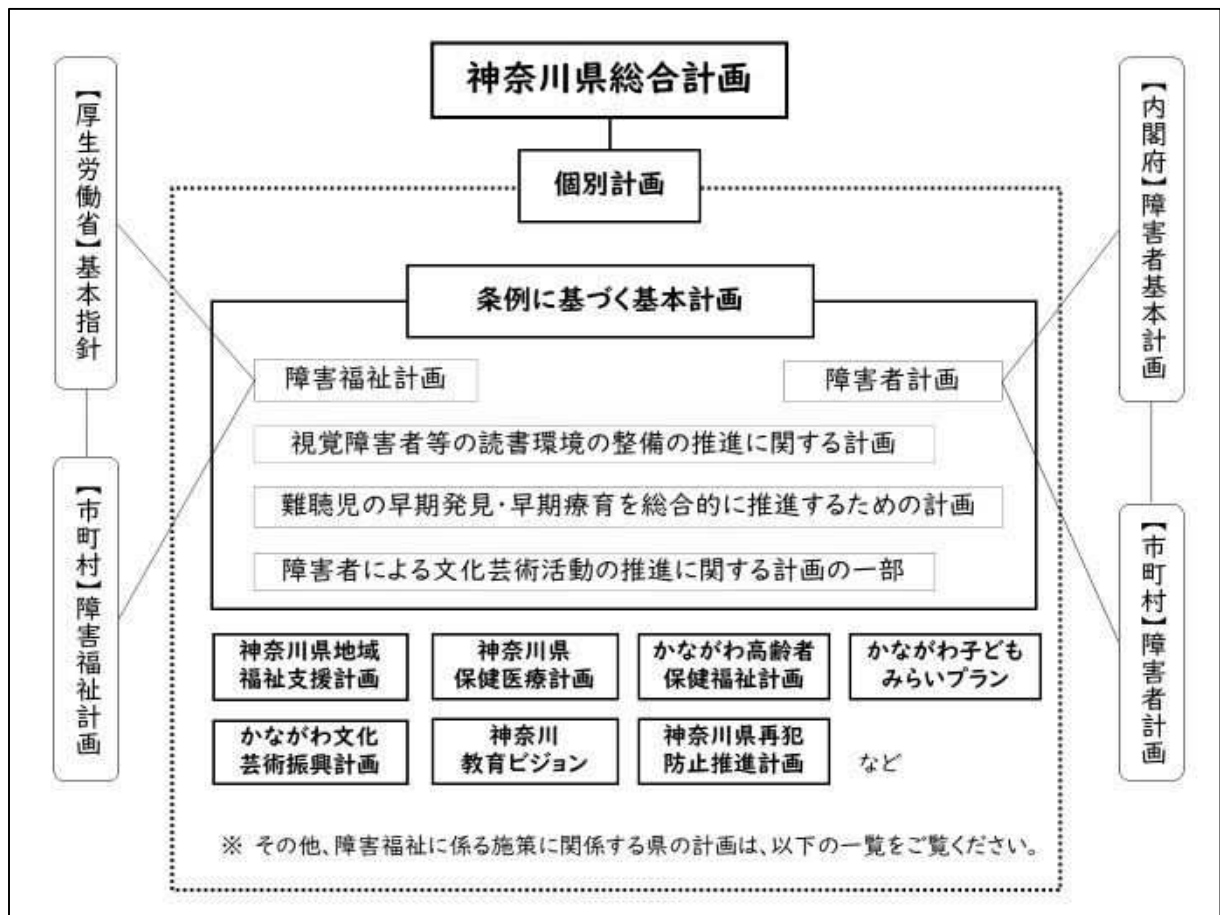 神奈川県総合計画
個別計画
【厚生労働省】基本指針
【市町村】障害福祉計画
【内閣府】障害者基本計画
【市町村】障害者計画
条例に基づく基本計画
障害福祉計画
障害者計画
視覚障害者等の読書環境の整備の推進に関する計画
難聴児の早期発見・早期療育を総合的に推進するための計画
障害者による文化芸術活動の推進に関する計画の一部
神奈川県地域
福祉支援計画
神奈川県
保健医療計画
かながわ高齢者
保健福祉計画
かながわ子ども
みらいプラン
かながわ文化
芸術振興計画
神奈川
教育ビジョン
神奈川県再犯
防止推進計画
など
※ その他、障害福祉に係る施策に関係する県の計画は、以下の一覧をご覧ください。